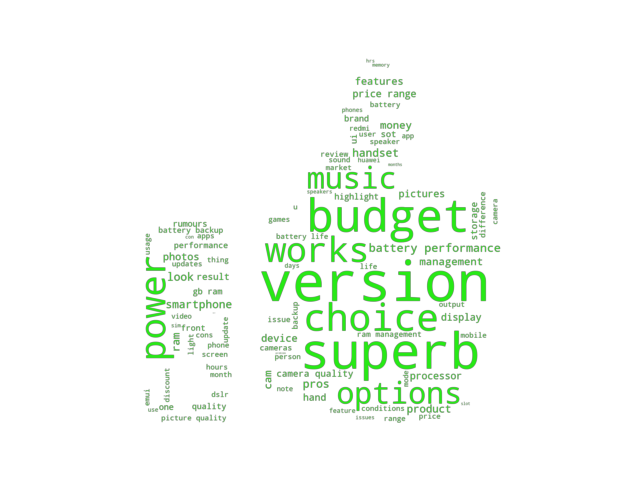 hrs
memory
features
price range
battery
phones
brand
money
redmi
user sot app
ui
speaker
review handset
sound huawei
market months
music
speakers
highlight pictures
u
budget
storage
difference
camera
games
rumours
battery backup
battery life
com apps
usage
performance
works
battery performance
photos thing
updates
days
life
management
version
look result
power
gb ram
smartphone
backup
output
video
issue
choice
display
sim front
update
ram
cons
light
phone
device
ram management
mobile
cameras
superb
screen
person
hours
month
cam
camera quality
mode
processor
discount
pros
emui
dslr
note
hand
options
use one
quality
feature
conditions
product
sim
picture quality
issues
range
price